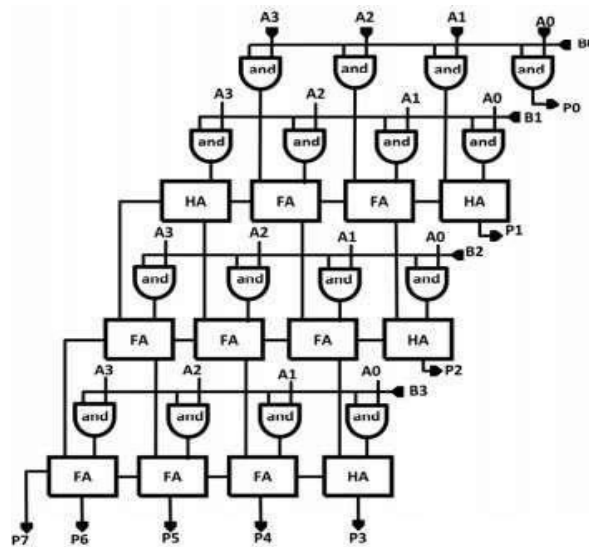 A3 A2 A1 A0
B0
and and and and
P0
A3 A2 A1 A0
B1
and and and and
HA FA FA HA
P1
A3 A2 A1 A0
B2
and and and and
FA FA FA HA
P2
A3 A2 A1 A0
B3
and and and and
FA FA FA HA
P7 P6 P5 P4 P3